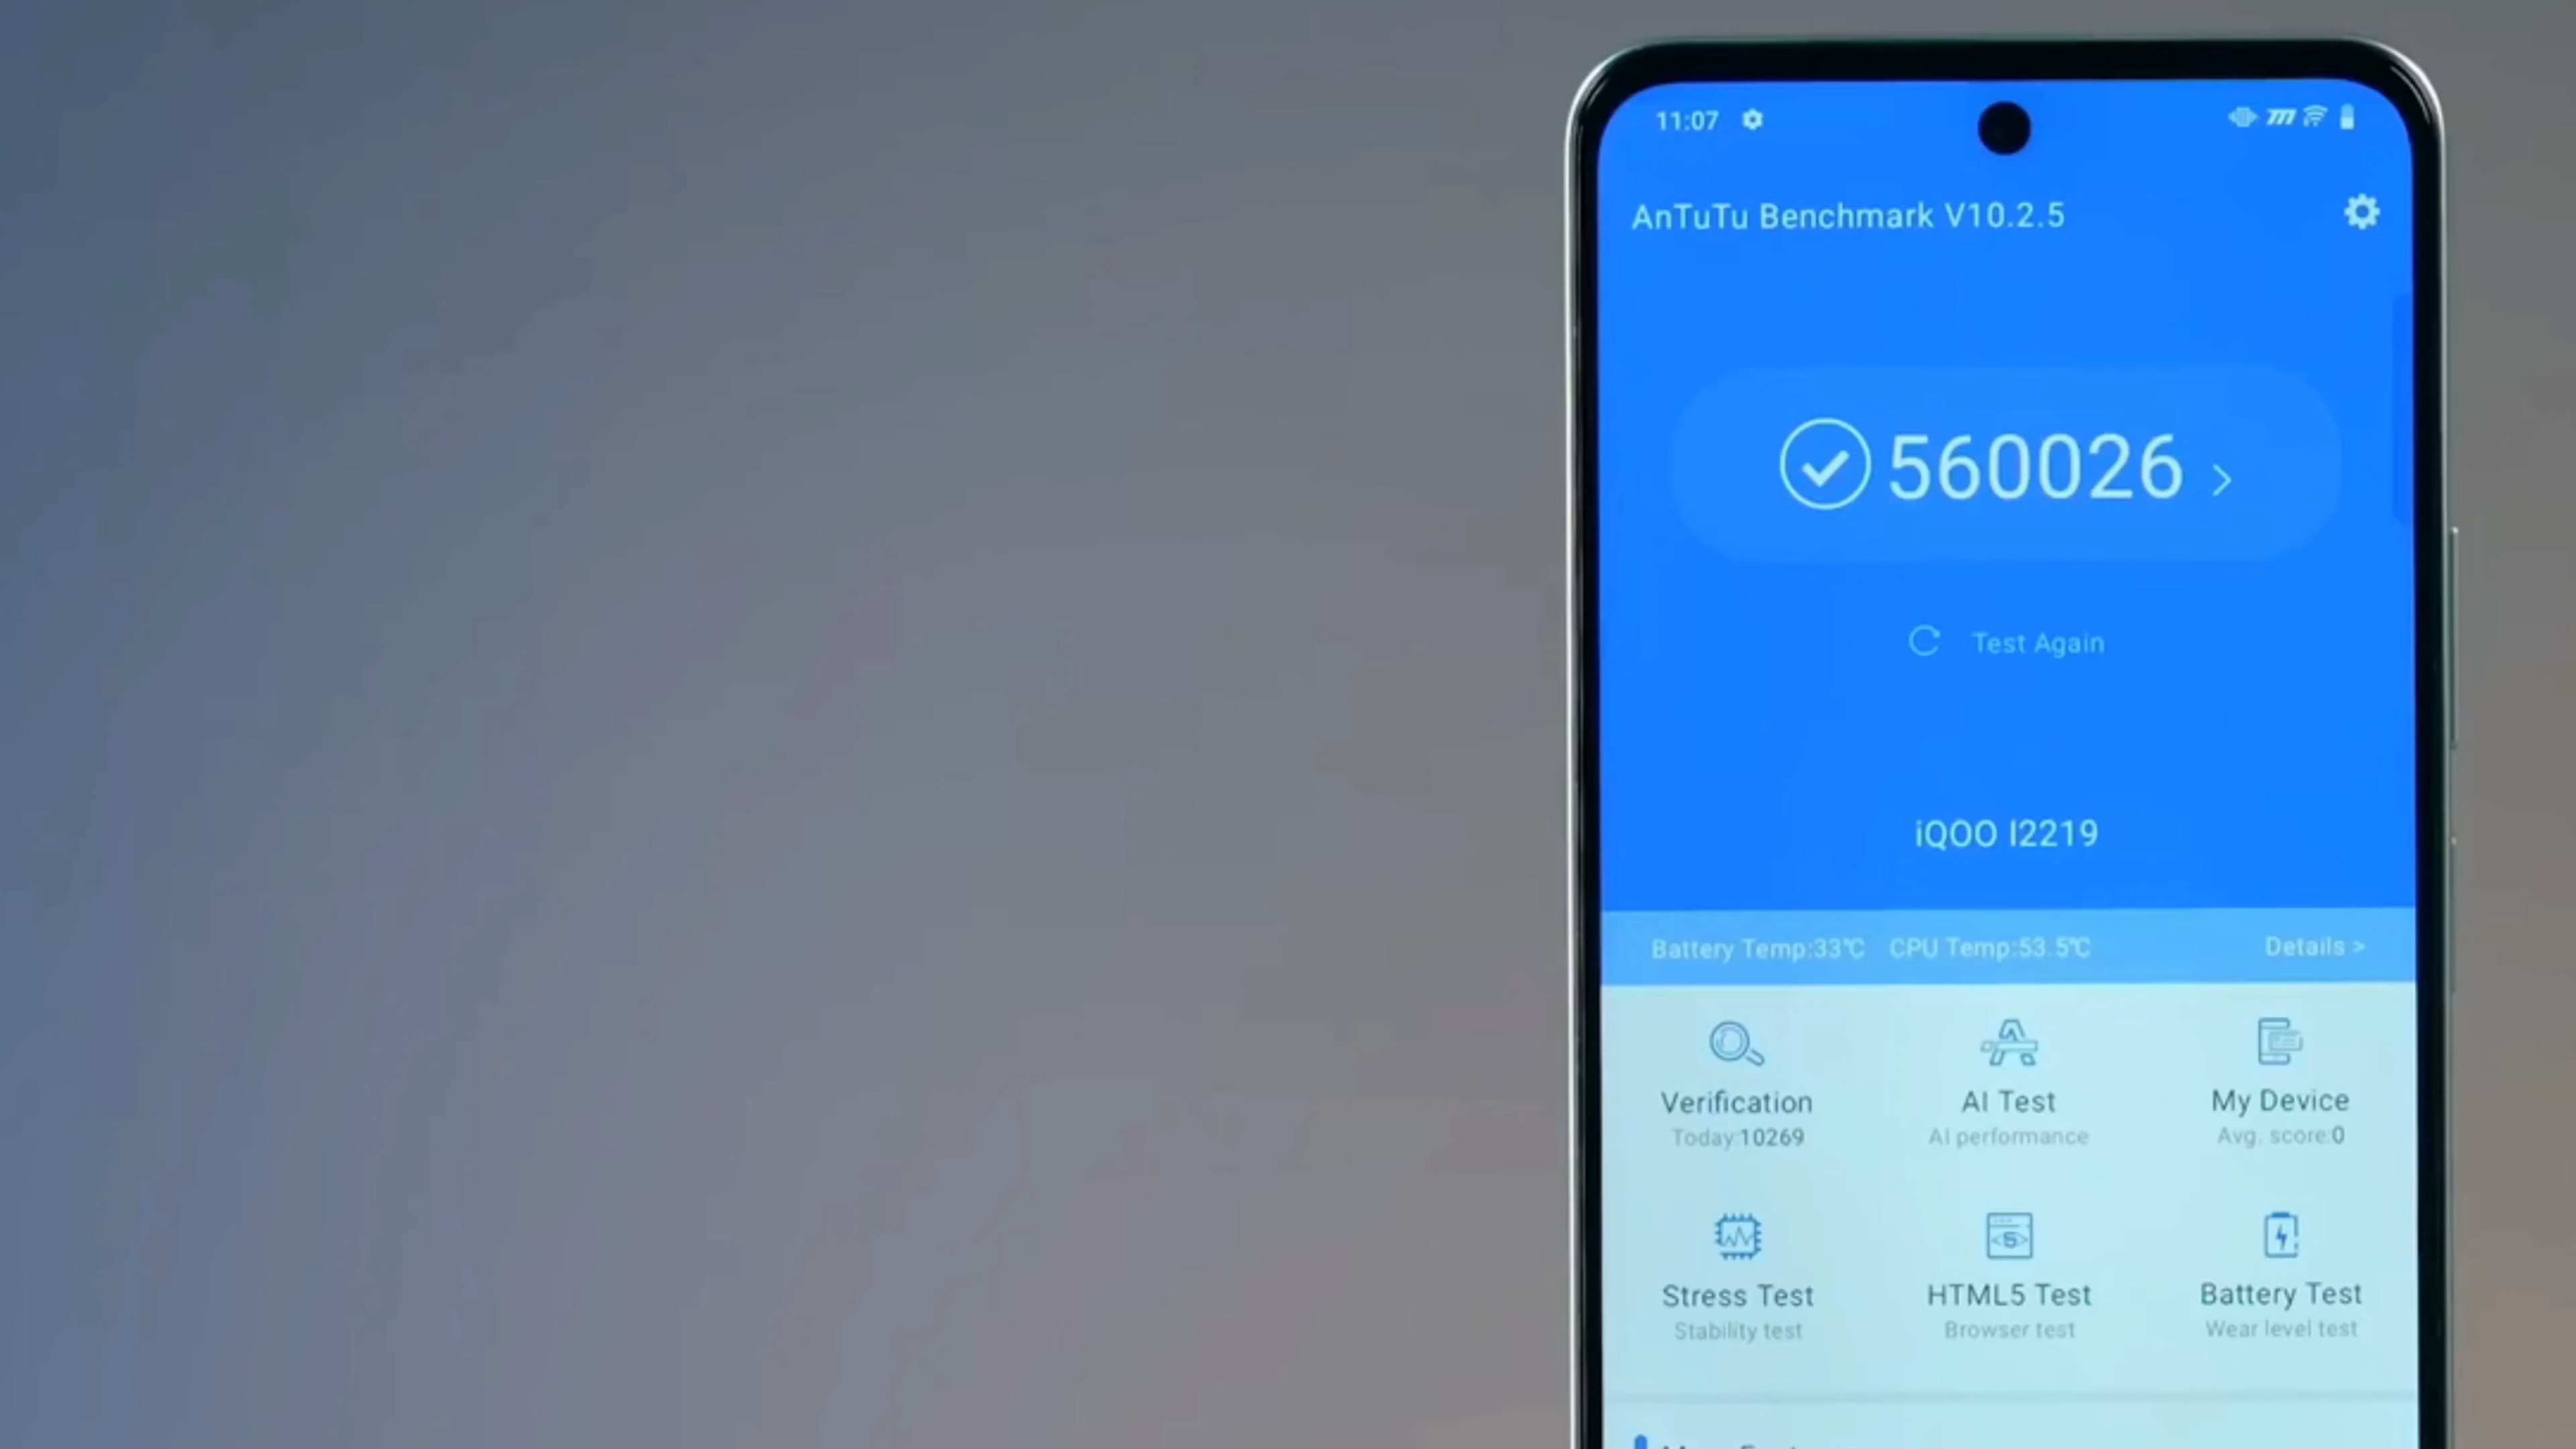 11:07
AnTuTu Benchmark V10.2.5
560026 >
Test Again
iQOO I2219
Battery Temp:33℃ CPU Temp:53.5℃ Details >
Verification AI Test My Device
Today:10269 AI performance Avg. score:0
Stress Test HTML5 Test Battery Test
Stability test Browser test Wear level test